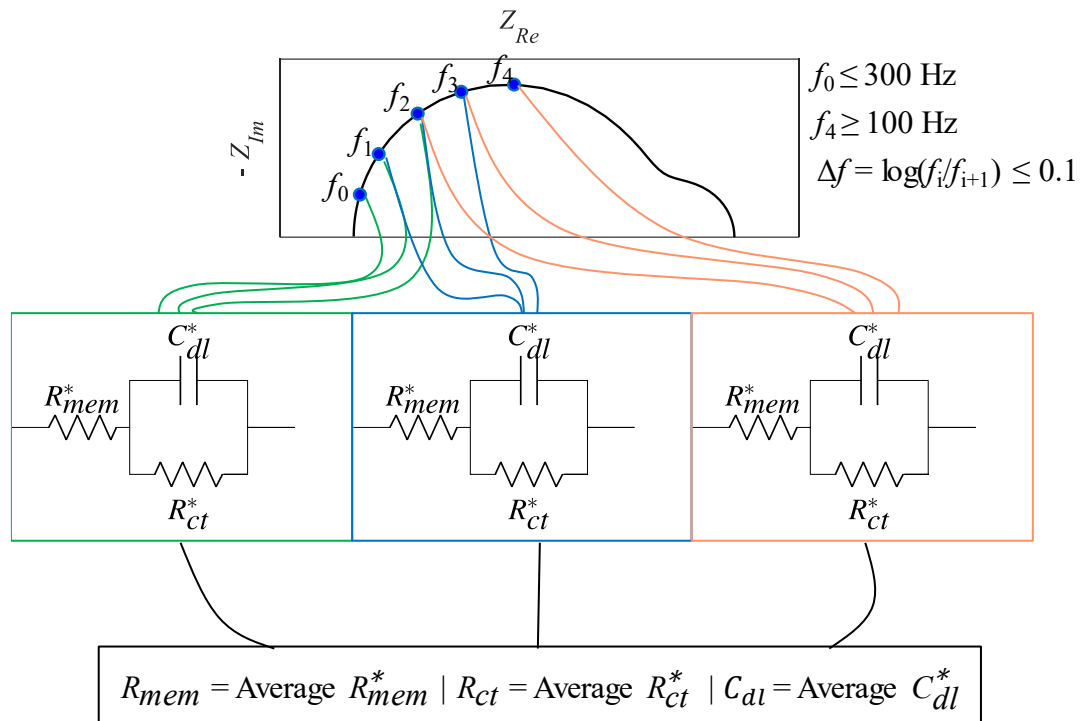 Z_Re
- Z_Im
f_0 f_1 f_2 f_3 f_4
f_0 ≤ 300 Hz
f_4 ≥ 100 Hz
Δf = log(f_i/f_{i+1}) ≤ 0.1
C*_dl C*_dl C*_dl
R*_mem R*_mem R*_mem
R*_ct R*_ct R*_ct
R_mem = Average R*_mem | R_ct = Average R*_ct | C_dl = Average C*_dl